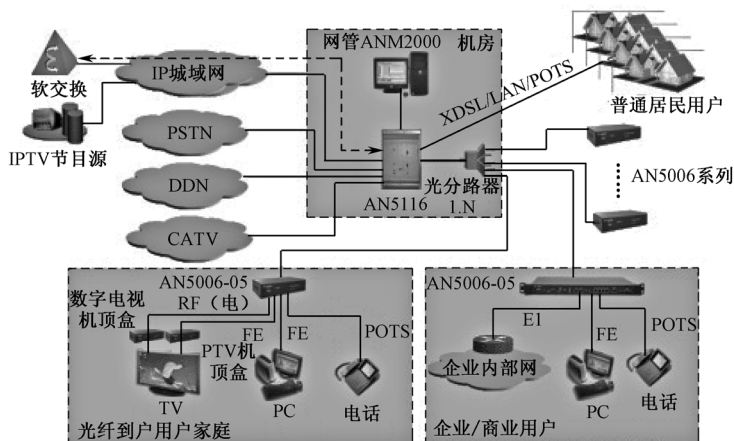 网管ANM2000
机房
软交换
IP城域网
XDSL/LAN/POTS
普通居民用户
IPTV节目源
PSTN
DDN
CATV
光分路器
1.N
AN5116
AN5006系列
AN5006-05
RF（电）
数字电视
机顶盒
PTV机
顶盒
FE
FE
POTS
TV
PC
电话
光纤到户用户家庭
AN5006-05
E1
FE
POTS
企业内部网
PC
电话
企业/商业用户